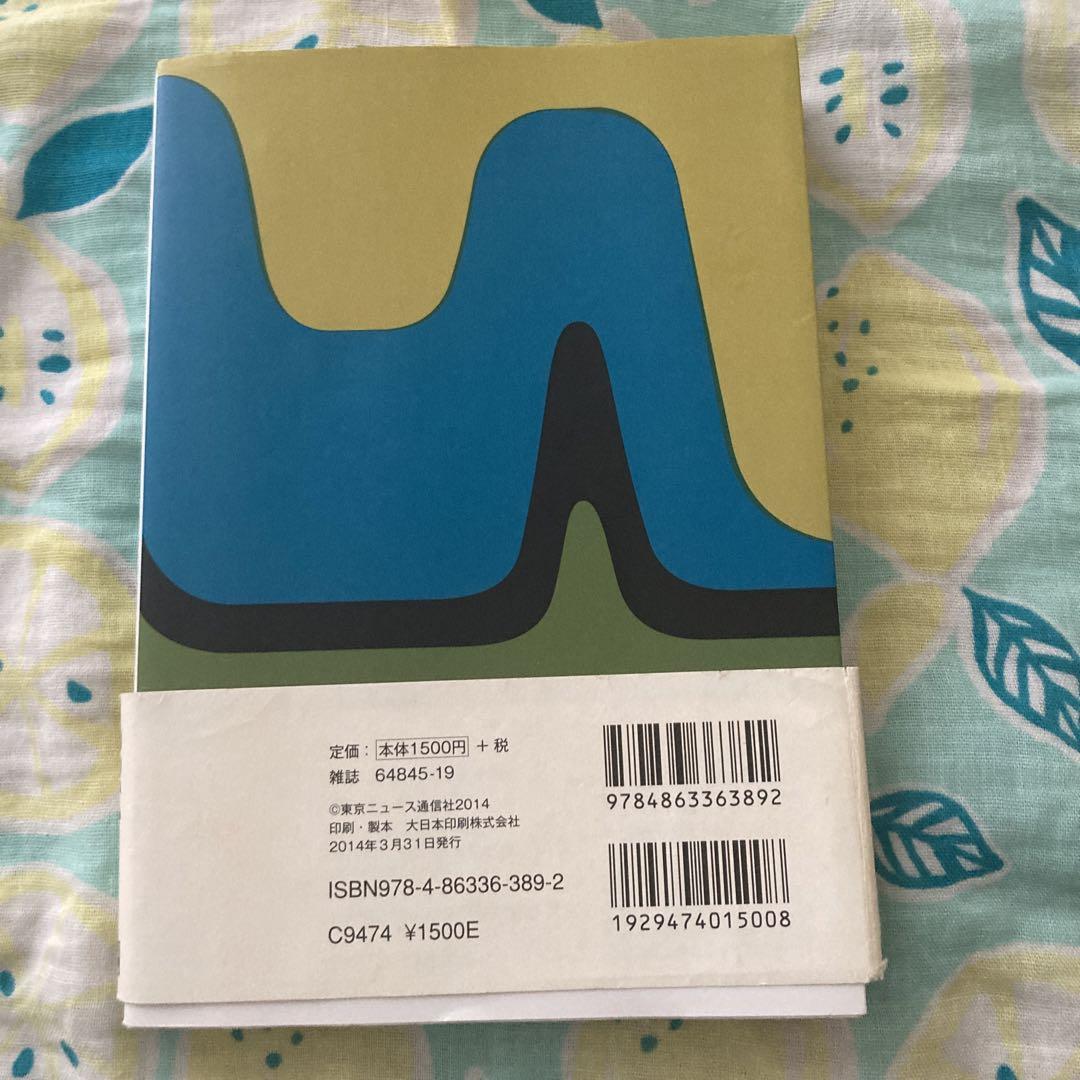 定価：本体1500円＋税
雑誌 64845-19
©東京ニュース通信社2014
印刷・製本 大日本印刷株式会社
2014年3月31日発行
ISBN978-4-86336-389-2
C9474 ¥1500E
9784863363892
1929474015008